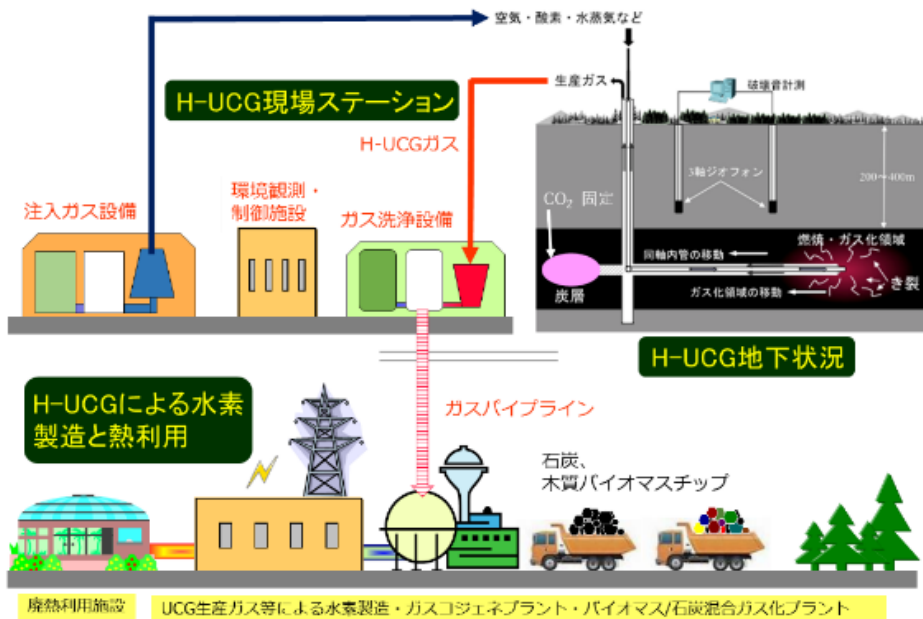 空気・酸素・水蒸気など
生産ガス
破壊音計測
H-UCG現場ステーション
H-UCGガス
3軸ジオフォン
200~400m
注入ガス設備
環境観測・
制御施設
ガス洗浄設備
CO₂ 固定
燃焼・ガス化領域
同軸内管の移動
き裂
炭層
ガス化領域の移動
H-UCG地下状況
H-UCGによる水素
製造と熱利用
ガスパイプライン
石炭、
木質バイオマスチップ
廃熱利用施設
UCG生産ガス等による水素製造・ガスコジェネプラント・バイオマス/石炭混合ガス化プラント